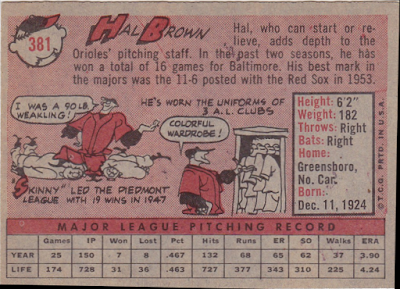 381
HAL BROWN
Hal, who can start or re-
lieve, adds depth to the
Orioles' pitching staff. In the past two seasons, he has
won a total of 16 games for Baltimore. His best mark
in the majors was the 11-6 posted with the Red Sox in 1953.
I WAS A 90 LB. WEAKLING!
"SKINNY" LED THE PIEDMONT
LEAGUE WITH 19 WINS IN 1947
HE'S WORN THE UNIFORMS OF
3 A.L. CLUBS
COLORFUL
WARDROBE!
Height: 6'2"
Weight: 182
Throws: Right
Bats: Right
Home:
Greensboro,
No. Car.
Born:
Dec. 11, 1924
© T.C.G. PRTD. IN U.S.A.
MAJOR LEAGUE PITCHING RECORD
Games IP Won Lost Pct Hits Runs ER SO Walks ERA
YEAR 25 150 7 8 .467 132 68 65 62 37 3.90
LIFE 174 728 31 36 .463 727 377 343 310 225 4.24